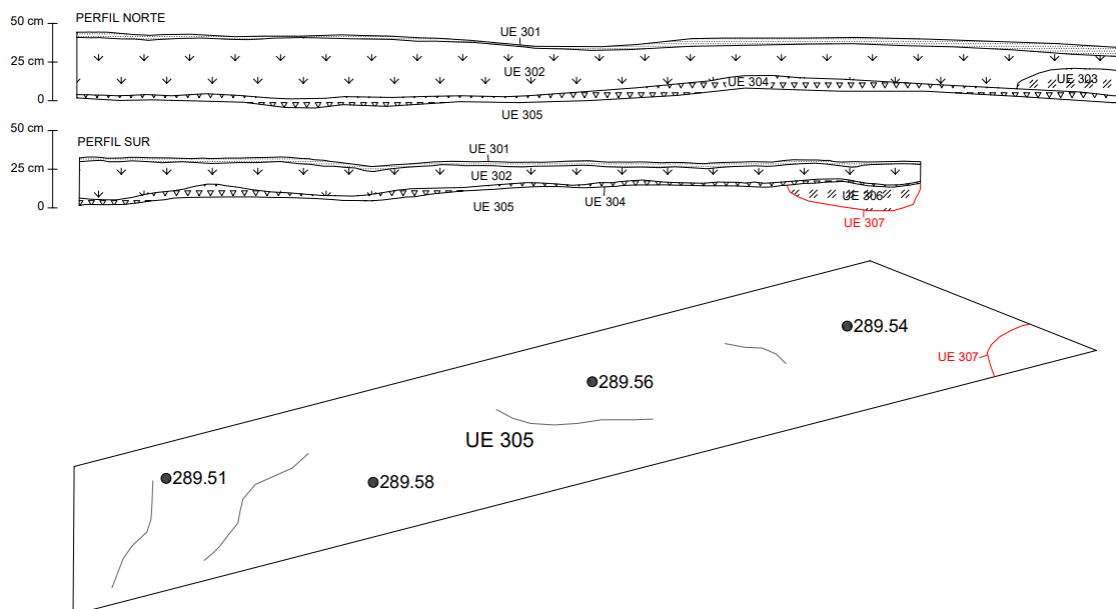 50 cm
PERFIL NORTE
UE 301
25 cm
UE 302
UE 304
UE 303
0
UE 305
50 cm
PERFIL SUR
UE 301
25 cm
UE 302
UE 306
UE 304
0
UE 305
UE 307
289.54
UE 307
289.56
UE 305
289.51
289.58